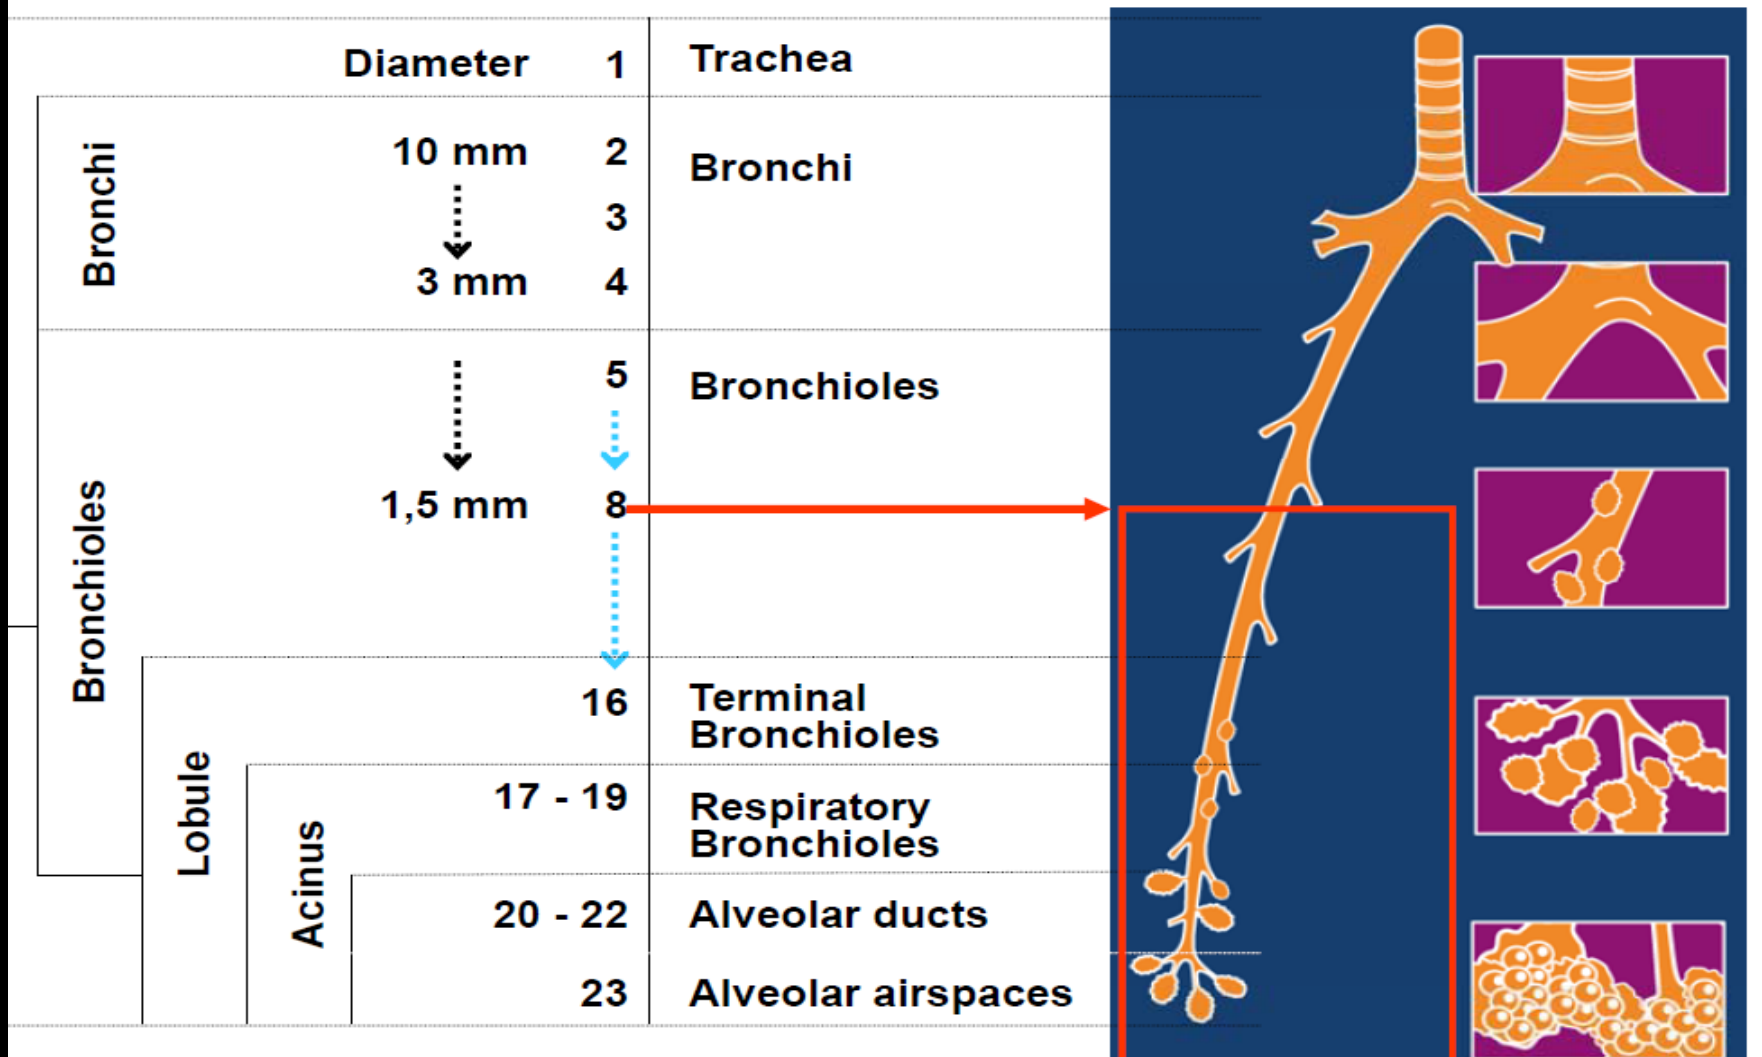 Diameter 1 Trachea
Bronchi
10 mm 2 Bronchi
3
3 mm 4
Bronchioles
5 Bronchioles
1,5 mm 8
Lobule
16 Terminal
Bronchioles
Acinus
17 - 19 Respiratory
Bronchioles
20 - 22 Alveolar ducts
23 Alveolar airspaces